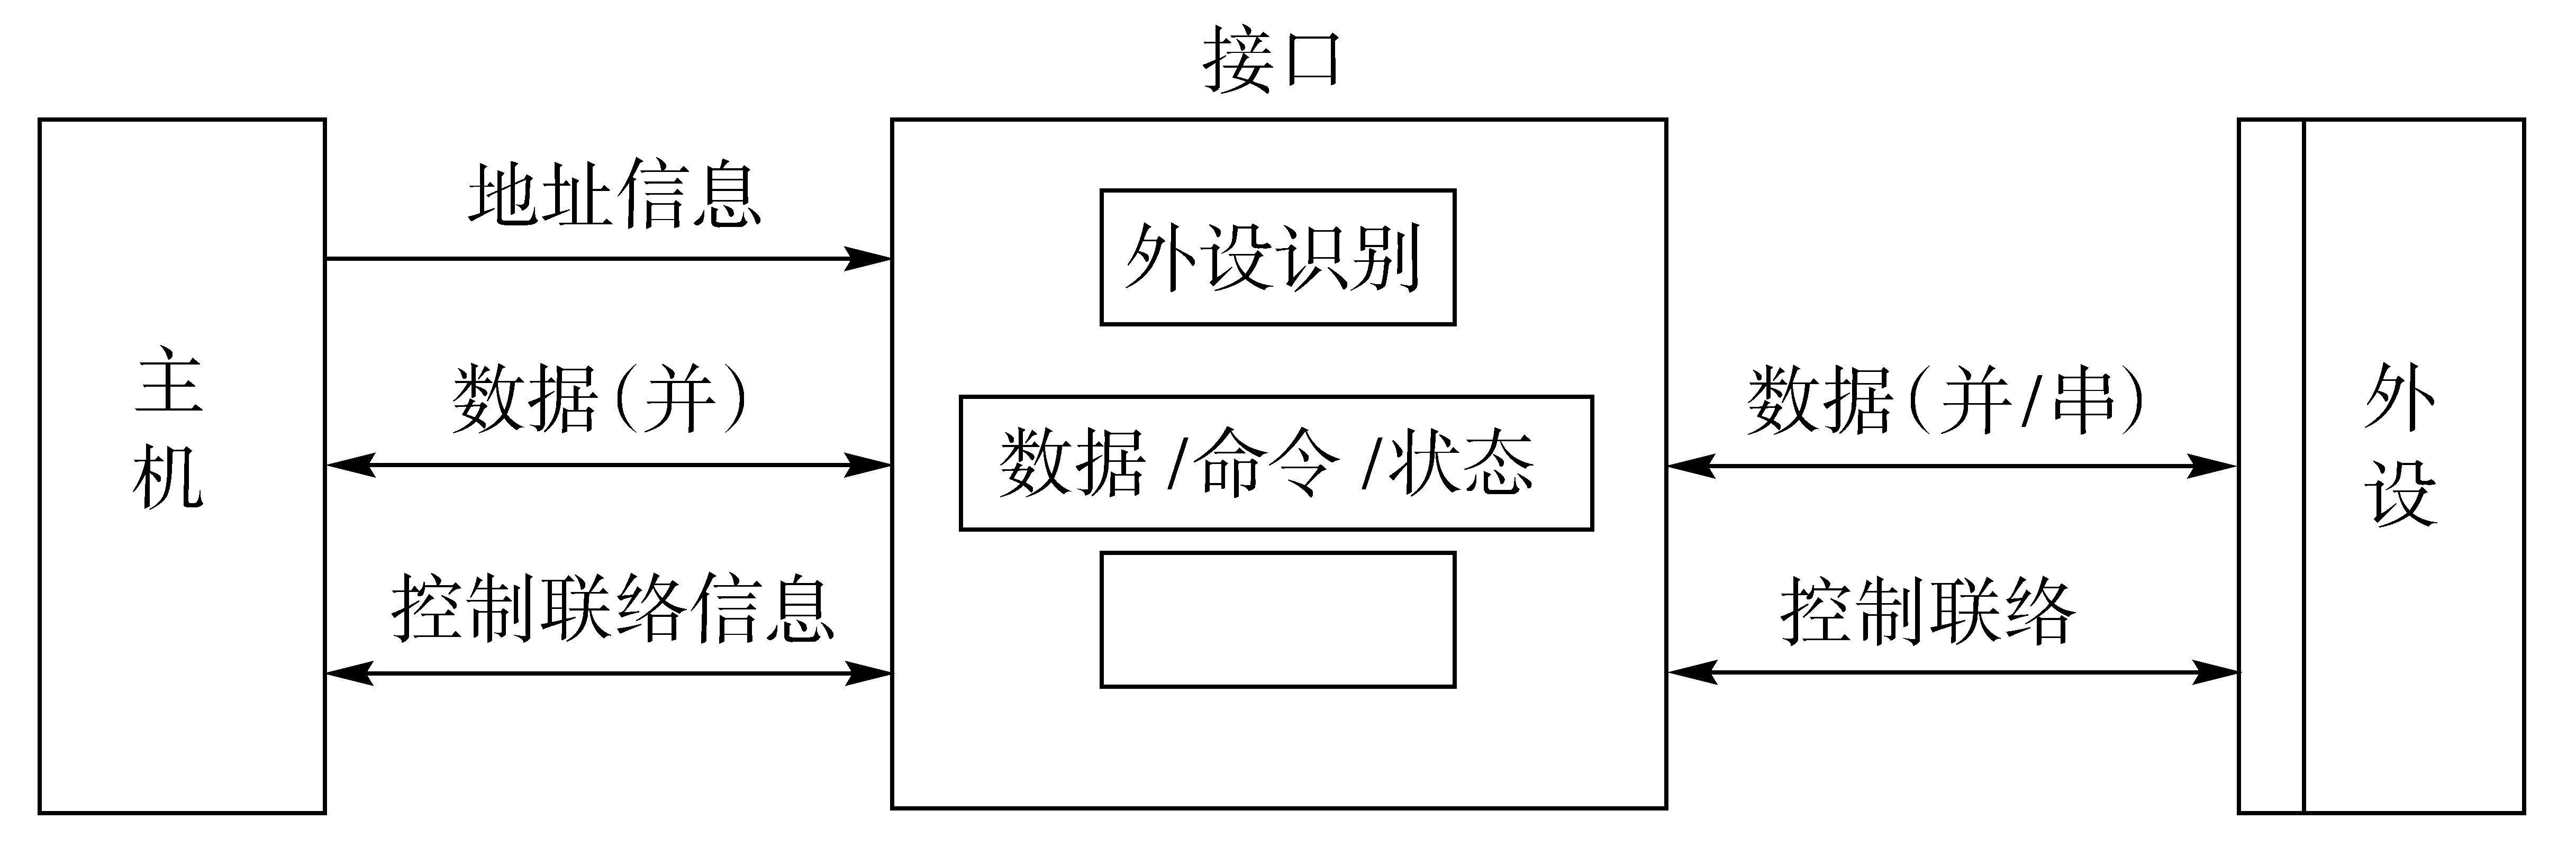 接口
地址信息
外设识别
主机
数据(并)
数据/命令/状态
数据(并/串)
外设
控制联络信息
控制联络